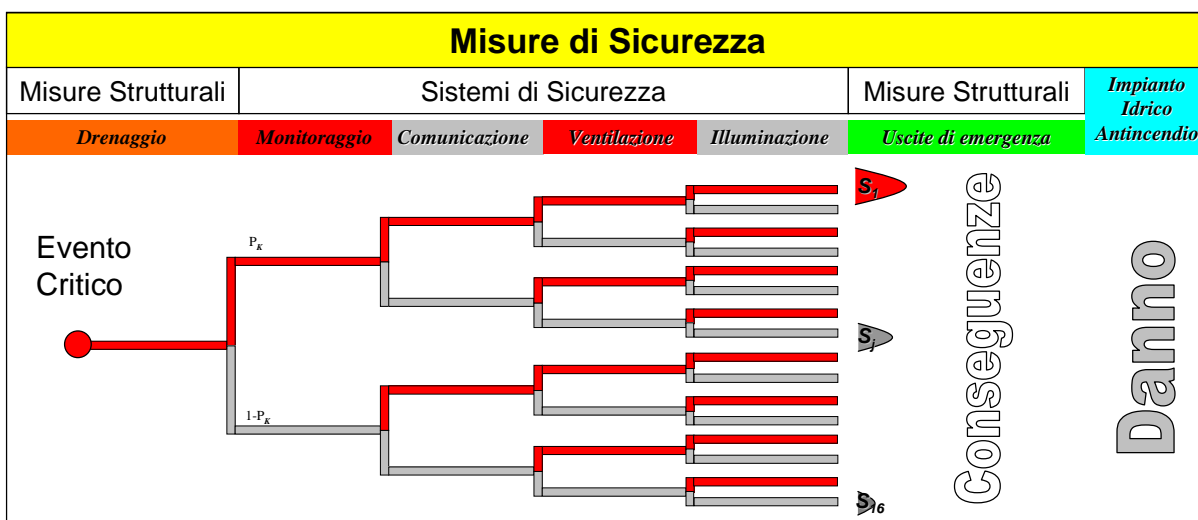 Misure di Sicurezza
Misure Strutturali
Sistemi di Sicurezza
Misure Strutturali
Impianto
Idrico
Antincendio
Drenaggio
Monitoraggio
Comunicazione
Ventilazione
Illuminazione
Uscite di emergenza
Evento
Critico
PK
1-PK
S1
Sj
S16
Conseguenze
Danno